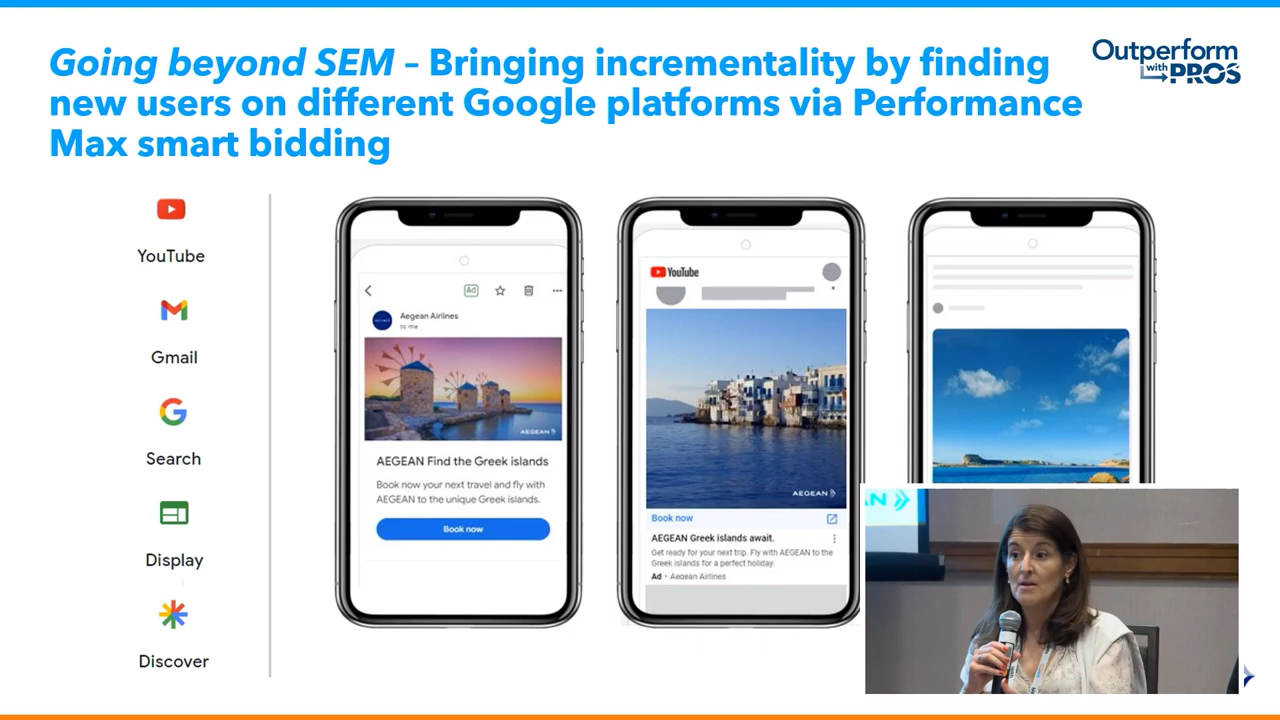 Going beyond SEM – Bringing incrementality by finding
new users on different Google platforms via Performance
Max smart bidding
Outperform
with PROS
YouTube
Gmail
Search
Display
Discover
Ad
Aegean Airlines
to me
AEGEAN
AEGEAN Find the Greek islands
Book now your next travel and fly with
AEGEAN to the unique Greek islands.
Book now
YouTube
AEGEAN
Book now
AEGEAN Greek islands await.
Get ready for your next trip. Fly with AEGEAN to the
Greek islands for a perfect holiday.
Ad • Aegean Airlines